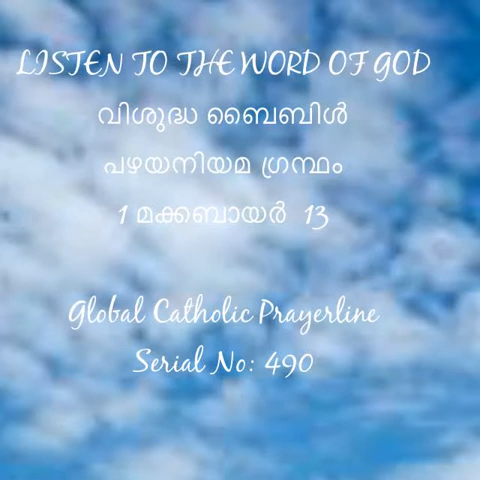 LISTEN TO THE WORD OF GOD
വിശുദ്ധ ബൈബിൾ
പഴയനിയമ ഗ്രന്ഥം
1 മക്കബായർ 13
Global Catholic Prayerline
Serial No: 490